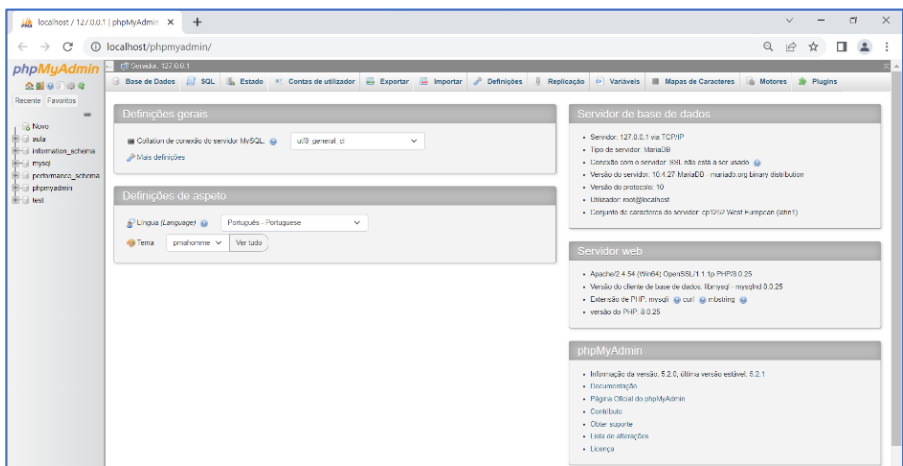 localhost / 127.0.0.1 | phpMyAdmin
localhost/phpmyadmin/
phpMyAdmin
Recente Favoritos
Novo
aula
information_schema
mysql
performance_schema
phpmyadmin
test
Servidor: 127.0.0.1
Base de Dados SQL Estado Contas de utilizador Exportar Importar Definições Replicação Variáveis Mapas de Caracteres Motores Plugins
Definições gerais
Collation de conexão do servidor MySQL: utf8_general_ci
Mais definições
Definições de aspeto
Língua (Language) Português - Portuguese
Tema pmahomme Ver tudo
Servidor de base de dados
• Servidor: 127.0.0.1 via TCP/IP
• Tipo de servidor: MariaDB
• Conexão com o servidor: SSL não está a ser usado
• Versão do servidor: 10.4.27-MariaDB - mariadb.org binary distribution
• Versão do protocolo: 10
• Utilizador: root@localhost
• Conjunto de caracteres do servidor: cp1252 West European (latin1)
Servidor web
• Apache/2.4.54 (Win64) OpenSSL/1.1.1p PHP/8.0.25
• Versão do cliente de base de dados: libmysql - mysqlnd 8.0.25
• Extensão de PHP: mysqli curl mbstring
• versão do PHP: 8.0.25
phpMyAdmin
• Informação da versão: 5.2.0, última versão estável: 5.2.1
• Documentação
• Página Oficial do phpMyAdmin
• Contributo
• Obter suporte
• Lista de alterações
• Licença